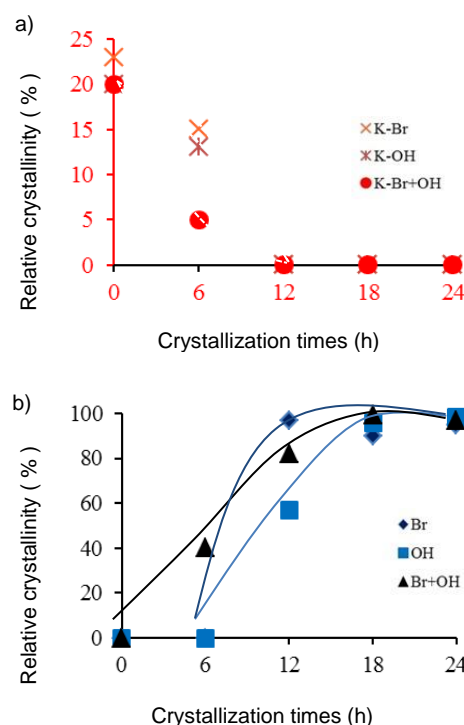 a)
Relative crystallinity ( % )
25
20
15
10
5
0
0 6 12 18 24
K-Br
K-OH
K-Br+OH
Crystallization times (h)
b)
Relative crystallinity ( % )
100
80
60
40
20
0
0 6 12 18 24
Br
OH
Br+OH
Crystallization times (h)